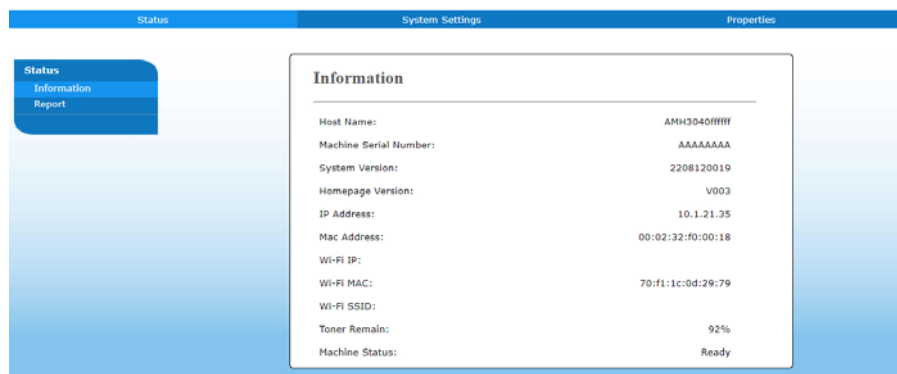 Status System Settings Properties
Status
Information
Report
Information
Host Name: AMH3040ffffff
Machine Serial Number: AAAAAAAA
System Version: 2208120019
Homepage Version: V003
IP Address: 10.1.21.35
Mac Address: 00:02:32:f0:00:18
Wi-Fi IP:
Wi-Fi MAC: 70:f1:1c:0d:29:79
Wi-Fi SSID:
Toner Remain: 92%
Machine Status: Ready